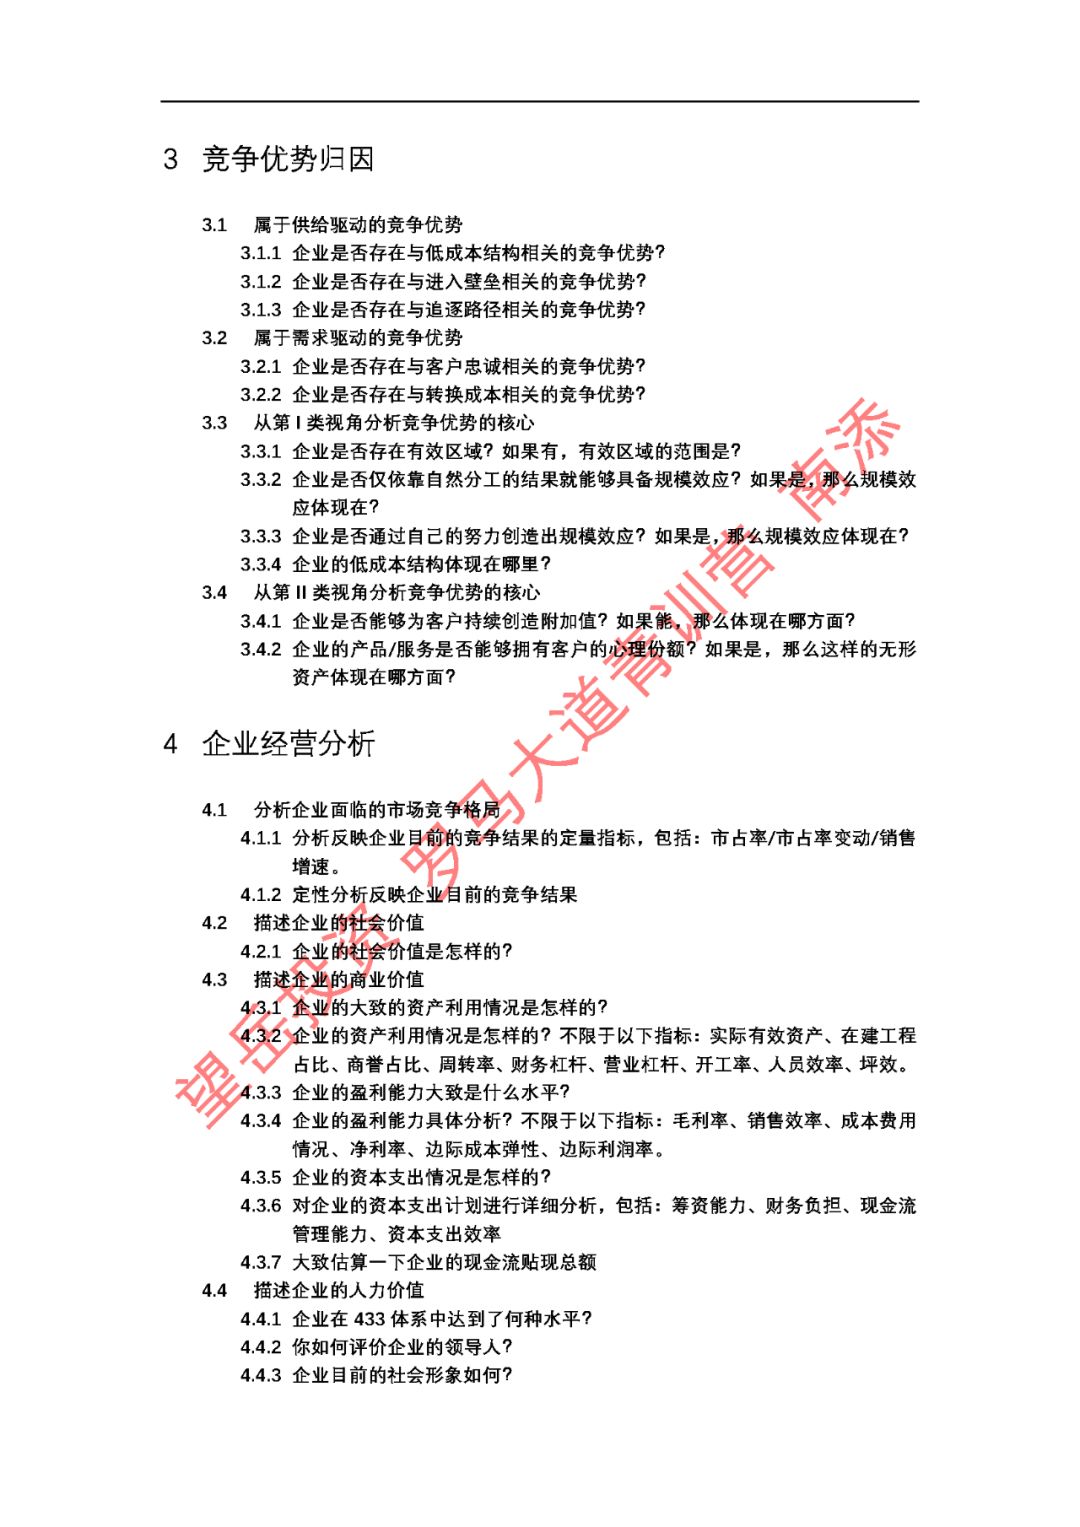 3 竞争优势归因
3.1 属于供给驱动的竞争优势
3.1.1 企业是否存在与低成本结构相关的竞争优势？
3.1.2 企业是否存在与进入壁垒相关的竞争优势？
3.1.3 企业是否存在与追逐路径相关的竞争优势？
3.2 属于需求驱动的竞争优势
3.2.1 企业是否存在与客户忠诚相关的竞争优势？
3.2.2 企业是否存在与转换成本相关的竞争优势？
3.3 从第 I 类视角分析竞争优势的核心
3.3.1 企业是否存在有效区域？如果有，有效区域的范围是？
3.3.2 企业是否仅依靠自然分工的结果就能够具备规模效应？如果是，那么规模效
应体现在？
3.3.3 企业是否通过自己的努力创造出规模效应？如果是，那么规模效应体现在？
3.3.4 企业的低成本结构体现在哪里？
3.4 从第 II 类视角分析竞争优势的核心
3.4.1 企业是否能够为客户持续创造附加值？如果能，那么体现在哪方面？
3.4.2 企业的产品/服务是否能够拥有客户的心理份额？如果是，那么这样的无形
资产体现在哪方面？
4 企业经营分析
4.1 分析企业面临的市场竞争格局
4.1.1 分析反映企业目前的竞争结果的定量指标，包括：市占率/市占率变动/销售
增速。
4.1.2 定性分析反映企业目前的竞争结果
4.2 描述企业的社会价值
4.2.1 企业的社会价值是怎样的？
4.3 描述企业的商业价值
4.3.1 企业的大致的资产利用情况是怎样的？
4.3.2 企业的资产利用情况是怎样的？不限于以下指标：实际有效资产、在建工程
占比、商誉占比、周转率、财务杠杆、营业杠杆、开工率、人员效率、坪效。
4.3.3 企业的盈利能力大致是什么水平？
4.3.4 企业的盈利能力具体分析？不限于以下指标：毛利率、销售效率、成本费用
情况、净利率、边际成本弹性、边际利润率。
4.3.5 企业的资本支出情况是怎样的？
4.3.6 对企业的资本支出计划进行详细分析，包括：筹资能力、财务负担、现金流
管理能力、资本支出效率
4.3.7 大致估算一下企业的现金流贴现总额
4.4 描述企业的人力价值
4.4.1 企业在 433 体系中达到了何种水平？
4.4.2 你如何评价企业的领导人？
4.4.3 企业目前的社会形象如何？
望岳投资 罗马大道青训营 南添